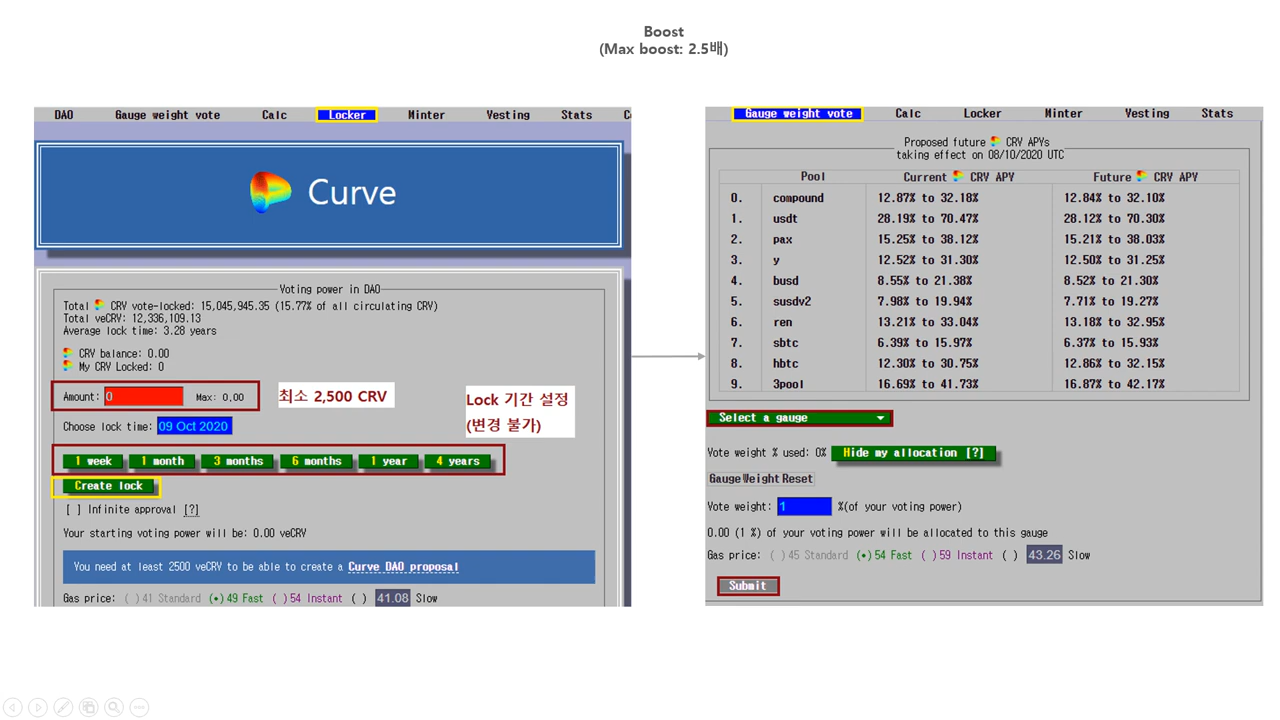 Boost
(Max boost: 2.5배)
DAO Gauge weight vote Calc Locker Minter Vesting Stats
Curve
Voting power in DAO
Total CRV vote-locked: 15,045,945.35 (15.77% of all circulating CRV)
Total veCRV: 12,336,109.13
Average lock time: 3.28 years
CRV balance: 0.00
My CRV Locked: 0
Amount: 0 Max: 0.00
최소 2,500 CRV
Lock 기간 설정
(변경 불가)
Choose lock time: 09 Oct 2020
1 week 1 month 3 months 6 months 1 year 4 years
Create lock
[ ] Infinite approval [?]
Your starting voting power will be: 0.00 veCRV
You need at least 2500 veCRV to be able to create a Curve DAO proposal
Gas price: ( ) 41 Standard (•) 49 Fast ( ) 54 Instant ( ) 41.08 Slow
Gauge weight vote Calc Locker Minter Vesting Stats
Proposed future CRV APYs
taking effect on 08/10/2020 UTC
Pool Current CRV APY Future CRV APY
0. compound 12.87% to 32.18% 12.84% to 32.10%
1. usdt 28.19% to 70.47% 28.12% to 70.30%
2. pax 15.25% to 38.12% 15.21% to 38.03%
3. y 12.52% to 31.30% 12.50% to 31.25%
4. busd 8.55% to 21.38% 8.52% to 21.30%
5. susdv2 7.98% to 19.94% 7.71% to 19.27%
6. ren 13.21% to 33.04% 13.18% to 32.95%
7. sbtc 6.39% to 15.97% 6.37% to 15.93%
8. hbtc 12.30% to 30.75% 12.86% to 32.15%
9. 3pool 16.69% to 41.73% 16.87% to 42.17%
Select a gauge
Vote weight % used: 0% Hide my allocation [?]
Gauge Weight Reset
Vote weight: 1 %(of your voting power)
0.00 (1 %) of your voting power will be allocated to this gauge
Gas price: ( ) 45 Standard (•) 54 Fast ( ) 59 Instant ( ) 43.26 Slow
Submit